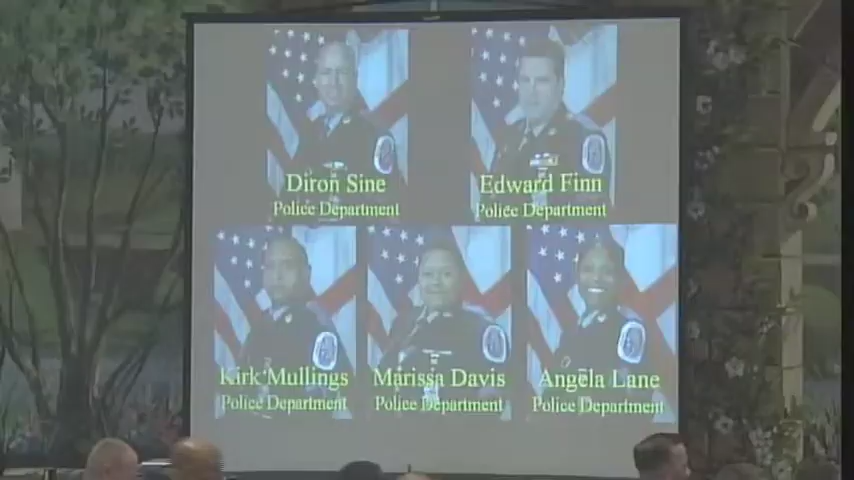 Diron Sine
Police Department
Edward Finn
Police Department
Kirk Mullings
Police Department
Marissa Davis
Police Department
Angela Lane
Police Department